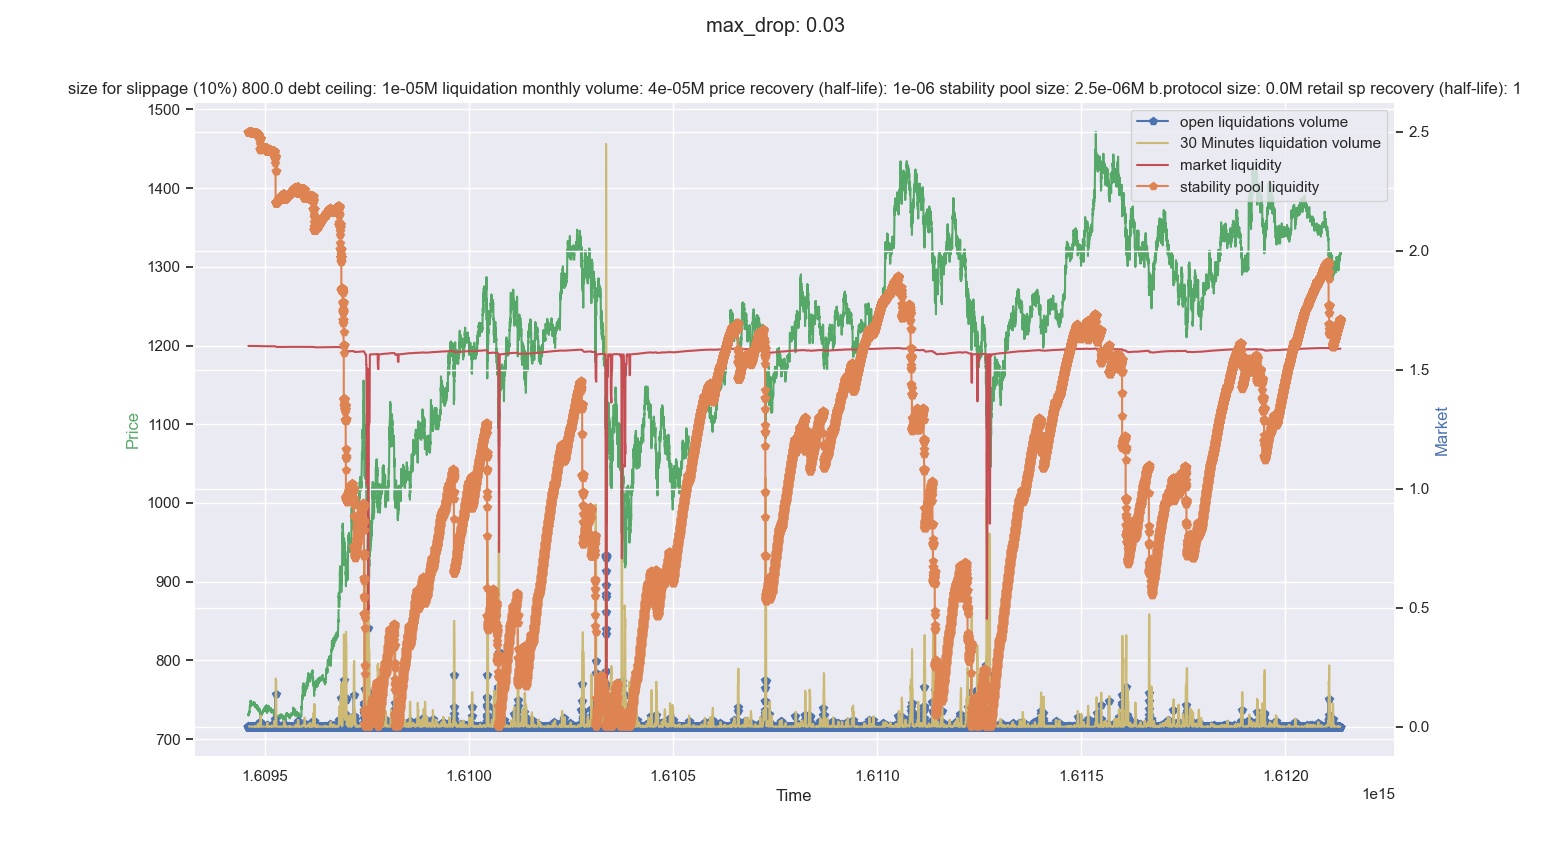 max_drop: 0.03
size for slippage (10%) 800.0 debt ceiling: 1e-05M liquidation monthly volume: 4e-05M price recovery (half-life): 1e-06 stability pool size: 2.5e-06M b.protocol size: 0.0M retail sp recovery (half-life): 1
open liquidations volume
30 Minutes liquidation volume
market liquidity
stability pool liquidity
1500
1400
1300
1200
1100
1000
900
800
700
Price
2.5
2.0
1.5
1.0
0.5
0.0
Market
1.6095 1.6100 1.6105 1.6110 1.6115 1.6120
1e15
Time